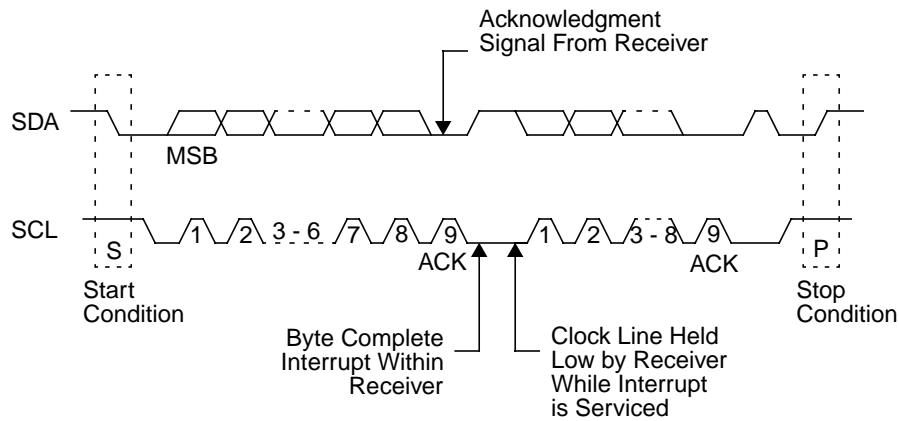 Acknowledgment
Signal From Receiver
SDA
MSB
SCL
S 1 2 3 - 6 7 8 9 1 2 3 - 8 9 P
ACK ACK
Start
Condition
Stop
Condition
Byte Complete
Interrupt Within
Receiver
Clock Line Held
Low by Receiver
While Interrupt
is Serviced